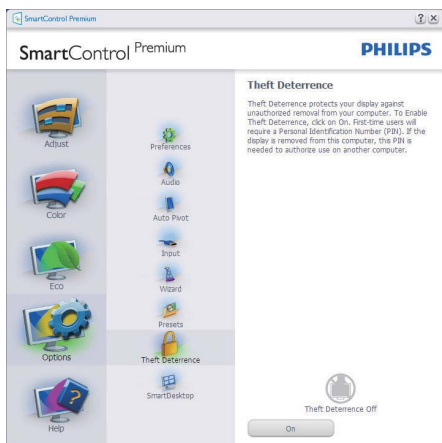 SmartControl Premium
SmartControl Premium
PHILIPS
Adjust
Color
Eco
Options
Help
Preferences
Audio
Auto Pivot
Input
Wizard
Presets
Theft Deterrence
SmartDesktop
Theft Deterrence
Theft Deterrence protects your display against
unauthorized removal from your computer. To Enable
Theft Deterrence, click on On. First-time users will
require a Personal Identification Number (PIN). If the
display is removed from this computer, this PIN is
needed to authorize use on another computer.
Theft Deterrence Off
On